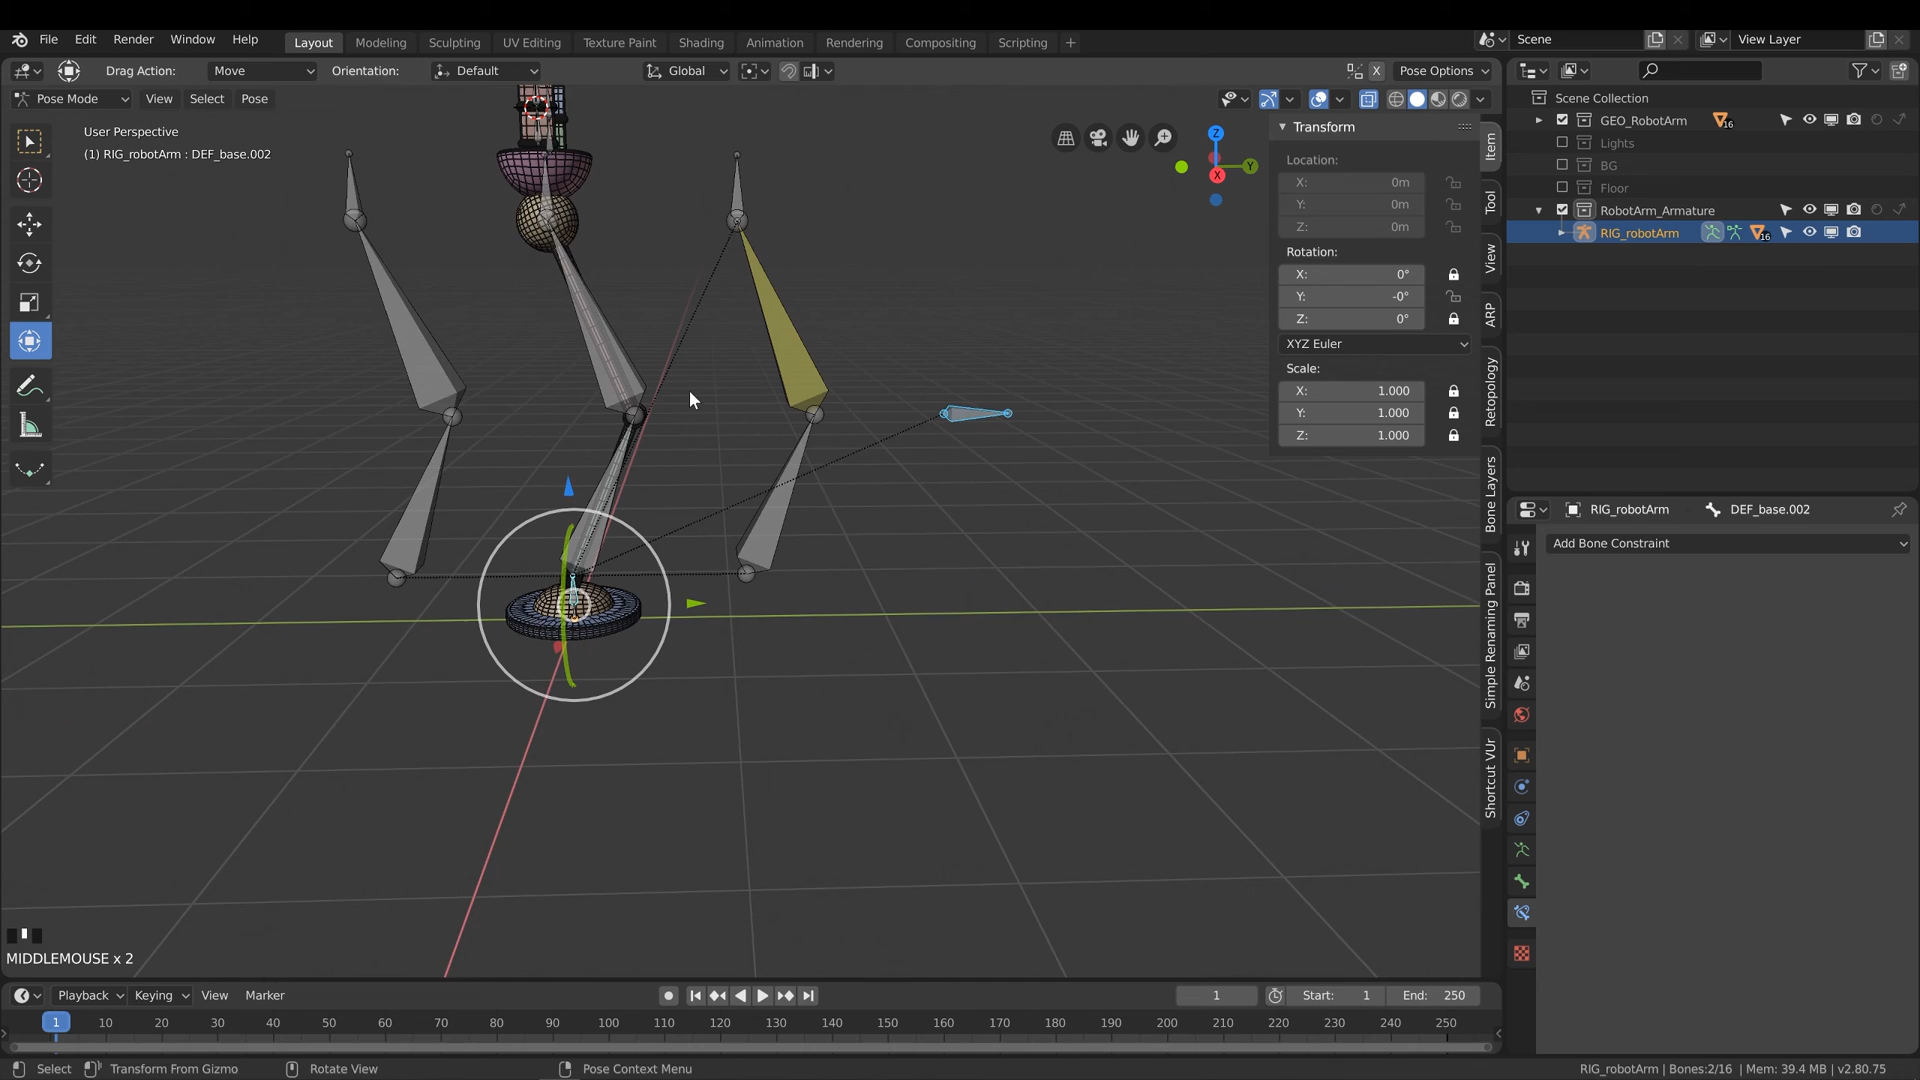 File Edit Render Window Help Layout Modeling Sculpting UV Editing Texture Paint Shading Animation Rendering Compositing Scripting + Scene View Layer
Drag Action: Move Orientation: Default Global X Pose Options
Pose Mode View Select Pose
User Perspective
(1) RIG_robotArm : DEF_base.002
Z
Y
X
Transform
Location:
X: 0m
Y: 0m
Z: 0m
Rotation:
X: 0°
Y: -0°
Z: 0°
XYZ Euler
Scale:
X: 1.000
Y: 1.000
Z: 1.000
Item
Tool
View
ARP
Retopology
Bone Layers
Simple Renaming Panel
Shortcut VUr
Scene Collection
GEO_RobotArm 16
Lights
BG
Floor
RobotArm_Armature
RIG_robotArm 16
RIG_robotArm DEF_base.002
Add Bone Constraint
MIDDLEMOUSE x 2
Playback Keying View Marker 1 Start: 1 End: 250
1 10 20 30 40 50 60 70 80 90 100 110 120 130 140 150 160 170 180 190 200 210 220 230 240 250
Select Transform From Gizmo Rotate View Pose Context Menu RIG_robotArm | Bones:2/16 | Mem: 39.4 MB | v2.80.75